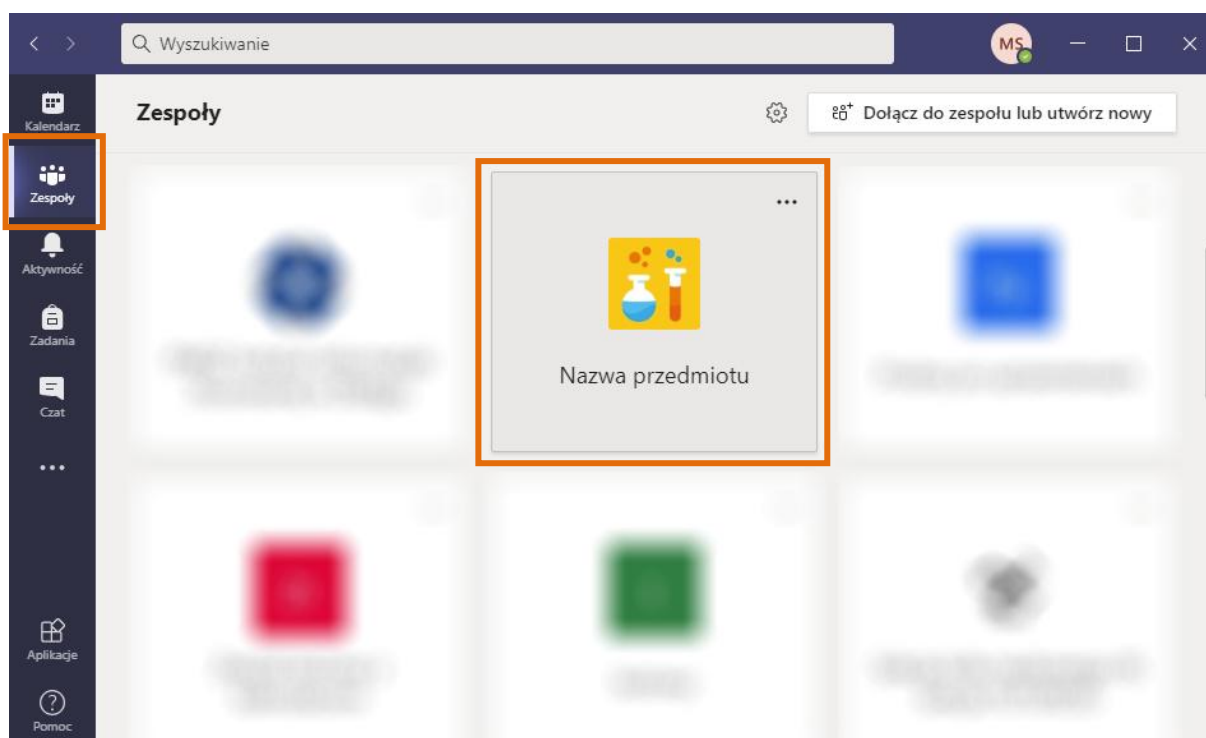 Wyszukiwanie
MS
Kalendarz
Zespoły
Aktywność
Zadania
Czat
Aplikacje
Pomoc
Zespoły
Dołącz do zespołu lub utwórz nowy
Nazwa przedmiotu